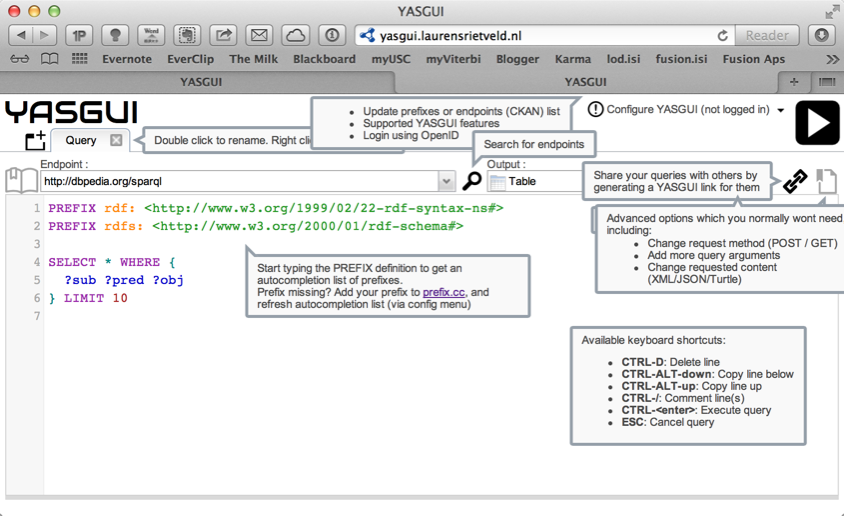 YASGUI
1P
Word
yasgui.laurensrietveld.nl
Reader
Evernote EverClip The Milk Blackboard myUSC myViterbi Blogger Karma lod.isi fusion.isi Fusion Aps
YASGUI YASGUI
YASGUI
• Update prefixes or endpoints (CKAN) list
• Supported YASGUI features
• Login using OpenID
Configure YASGUI (not logged in)
Query
Double click to rename. Right
Search for endpoints
Endpoint :
Output :
http://dbpedia.org/sparql
Table
Share your queries with others by
generating a YASGUI link for them
1 PREFIX rdf: <http://www.w3.org/1999/02/22-rdf-syntax-ns#>
2 PREFIX rdfs: <http://www.w3.org/2000/01/rdf-schema#>
3
4 SELECT * WHERE {
5 ?sub ?pred ?obj
6 } LIMIT 10
7
Advanced options which you normally wont need
including:
• Change request method (POST / GET)
• Add more query arguments
• Change requested content
(XML/JSON/Turtle)
Start typing the PREFIX definition to get an
autocompletion list of prefixes.
Prefix missing? Add your prefix to prefix.cc, and
refresh autocompletion list (via config menu)
Available keyboard shortcuts:
• CTRL-D: Delete line
• CTRL-ALT-down: Copy line below
• CTRL-ALT-up: Copy line up
• CTRL-/: Comment line(s)
• CTRL-<enter>: Execute query
• ESC: Cancel query